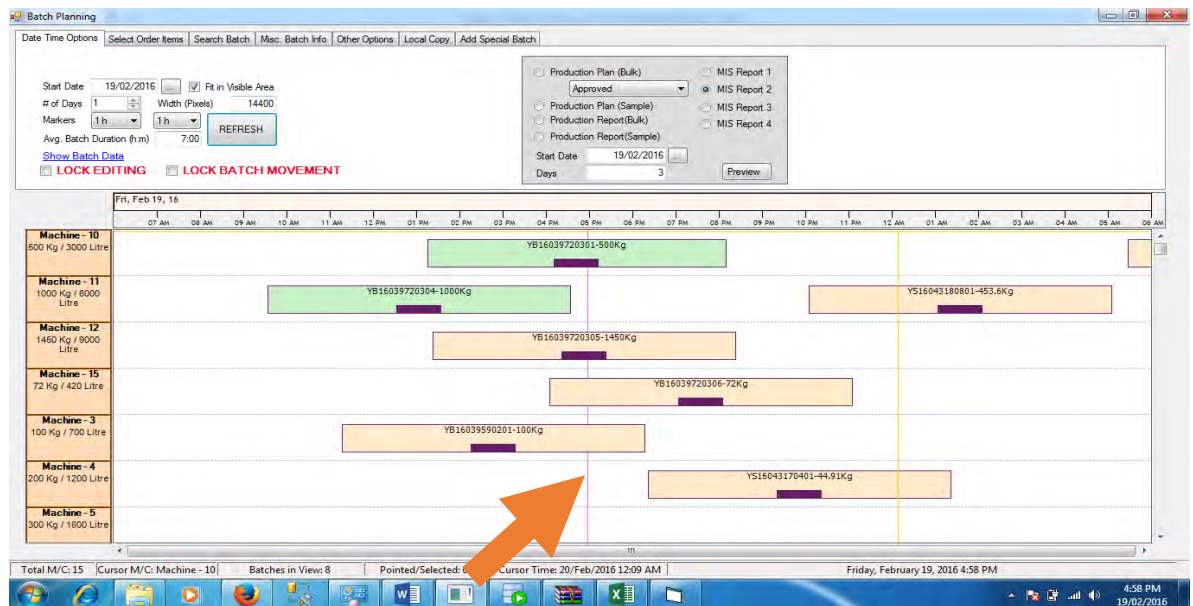 Batch Planning
Date Time Options Select Order Items Search Batch Misc. Batch Info Other Options Local Copy Add Special Batch
Start Date 19/02/2016 ... Fit in Visible Area
# of Days 1 Width (Pixels) 14400
Markers 1 h 1 h REFRESH
Avg. Batch Duration (h:m) 7:00
Show Batch Data
LOCK EDITING LOCK BATCH MOVEMENT
Production Plan (Bulk) MIS Report 1
Approved MIS Report 2
Production Plan (Sample) MIS Report 3
Production Report(Bulk) MIS Report 4
Production Report(Sample)
Start Date 19/02/2016 ...
Days 3 Preview
Fri, Feb 19, 16
07 AM 08 AM 09 AM 10 AM 11 AM 12 PM 01 PM 02 PM 03 PM 04 PM 05 PM 06 PM 07 PM 08 PM 09 PM 10 PM 11 PM 12 AM 01 AM 02 AM 03 AM 04 AM 05 AM 06 AM
Machine - 10
500 Kg / 3000 Litre
YB16039720301-500Kg
Machine - 11
1000 Kg / 6000
Litre
YB16039720304-1000Kg YS16043180801-453.6Kg
Machine - 12
1450 Kg / 9000
Litre
YB16039720305-1450Kg
Machine - 15
72 Kg / 420 Litre
YB16039720306-72Kg
Machine - 3
100 Kg / 700 Litre
YB16039590201-100Kg
Machine - 4
200 Kg / 1200 Litre
YS16043170401-44.91Kg
Machine - 5
300 Kg / 1800 Litre
Total M/C: 15 Cursor M/C: Machine - 10 Batches in View: 8 Pointed/Selected: Cursor Time: 20/Feb/2016 12:09 AM Friday, February 19, 2016 4:58 PM
4:58 PM
19/02/2016